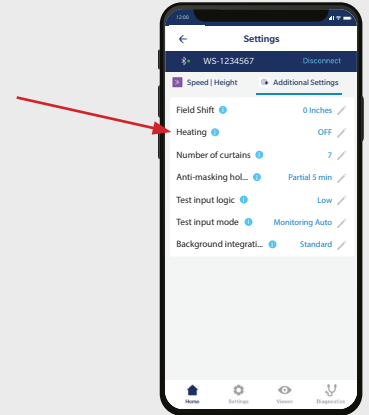 12:00
Settings
WS-1234567 Disconnect
Speed | Height Additional Settings
Field Shift 0 Inches
Heating OFF
Number of curtains 7
Anti-masking hol... Partial 5 min
Test input logic Low
Test input mode Monitoring Auto
Background integrati... Standard
Home Settings Viewer Diagnostics